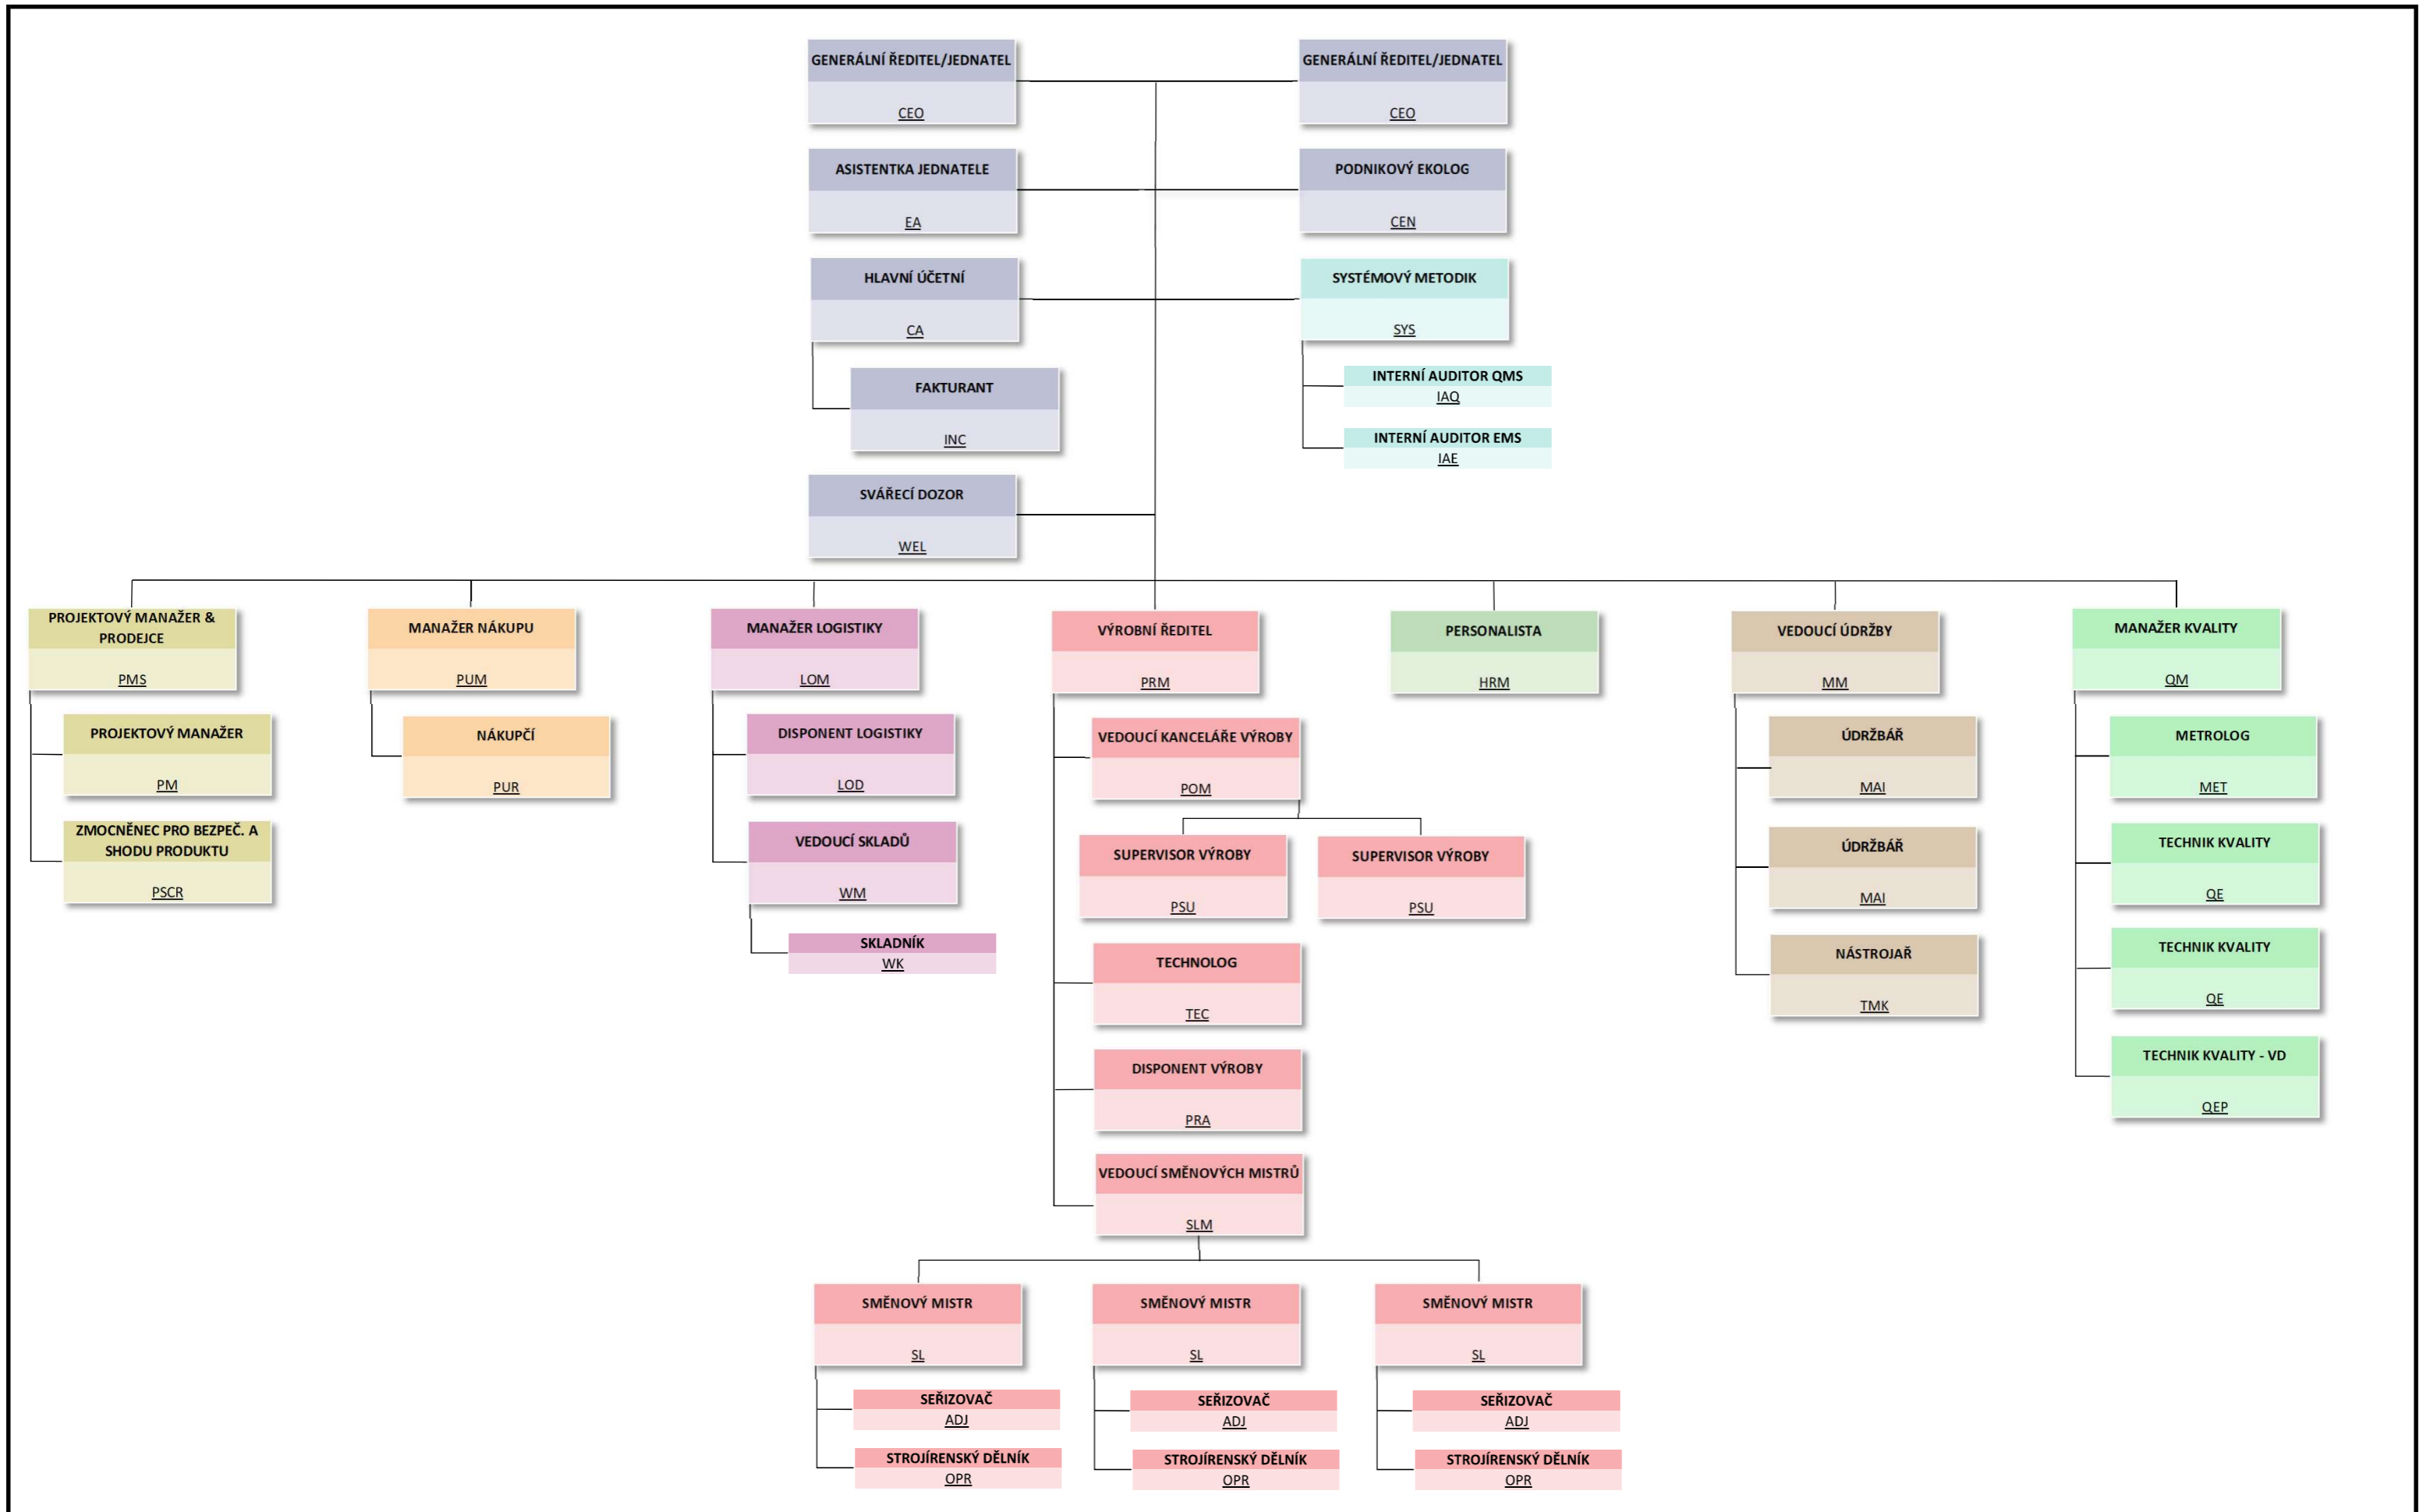 GENERÁLNÍ ŘEDITEL/JEDNATEL
CEO
GENERÁLNÍ ŘEDITEL/JEDNATEL
CEO
ASISTENTKA JEDNATELE
EA
PODNIKOVÝ EKOLOG
CEN
HLAVNÍ ÚČETNÍ
CA
SYSTÉMOVÝ METODIK
SYS
FAKTURANT
INC
INTERNÍ AUDITOR QMS
IAQ
INTERNÍ AUDITOR EMS
IAE
SVÁŘECÍ DOZOR
WEL
PROJEKTOVÝ MANAŽER &
PRODEJCE
PMS
PROJEKTOVÝ MANAŽER
PM
ZMOCNĚNEC PRO BEZPEČ. A
SHODU PRODUKTU
PSCR
MANAŽER NÁKUPU
PUM
NÁKUPČÍ
PUR
MANAŽER LOGISTIKY
LOM
DISPONENT LOGISTIKY
LOD
VEDOUCÍ SKLADŮ
WM
SKLADNÍK
WK
VÝROBNÍ ŘEDITEL
PRM
VEDOUCÍ KANCELÁŘE VÝROBY
POM
SUPERVISOR VÝROBY
PSU
SUPERVISOR VÝROBY
PSU
TECHNOLOG
TEC
DISPONENT VÝROBY
PRA
VEDOUCÍ SMĚNOVÝCH MISTRŮ
SLM
SMĚNOVÝ MISTR
SL
SEŘIZOVAČ
ADJ
STROJÍRENSKÝ DĚLNÍK
OPR
SMĚNOVÝ MISTR
SL
SEŘIZOVAČ
ADJ
STROJÍRENSKÝ DĚLNÍK
OPR
SMĚNOVÝ MISTR
SL
SEŘIZOVAČ
ADJ
STROJÍRENSKÝ DĚLNÍK
OPR
PERSONALISTA
HRM
VEDOUCÍ ÚDRŽBY
MM
ÚDRŽBÁŘ
MAI
ÚDRŽBÁŘ
MAI
NÁSTROJAŘ
TMK
MANAŽER KVALITY
QM
METROLOG
MET
TECHNIK KVALITY
QE
TECHNIK KVALITY
QE
TECHNIK KVALITY - VD
QEP